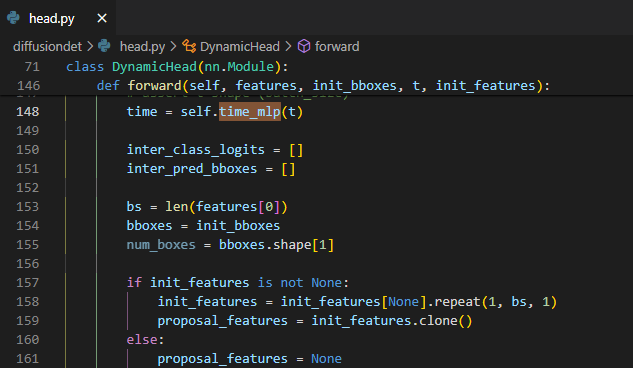 head.py
diffusiondet > head.py > DynamicHead > forward
71 class DynamicHead(nn.Module):
146 def forward(self, features, init_bboxes, t, init_features):
148 time = self.time_mlp(t)
149
150 inter_class_logits = []
151 inter_pred_bboxes = []
152
153 bs = len(features[0])
154 bboxes = init_bboxes
155 num_boxes = bboxes.shape[1]
156
157 if init_features is not None:
158 init_features = init_features[None].repeat(1, bs, 1)
159 proposal_features = init_features.clone()
160 else:
161 proposal_features = None